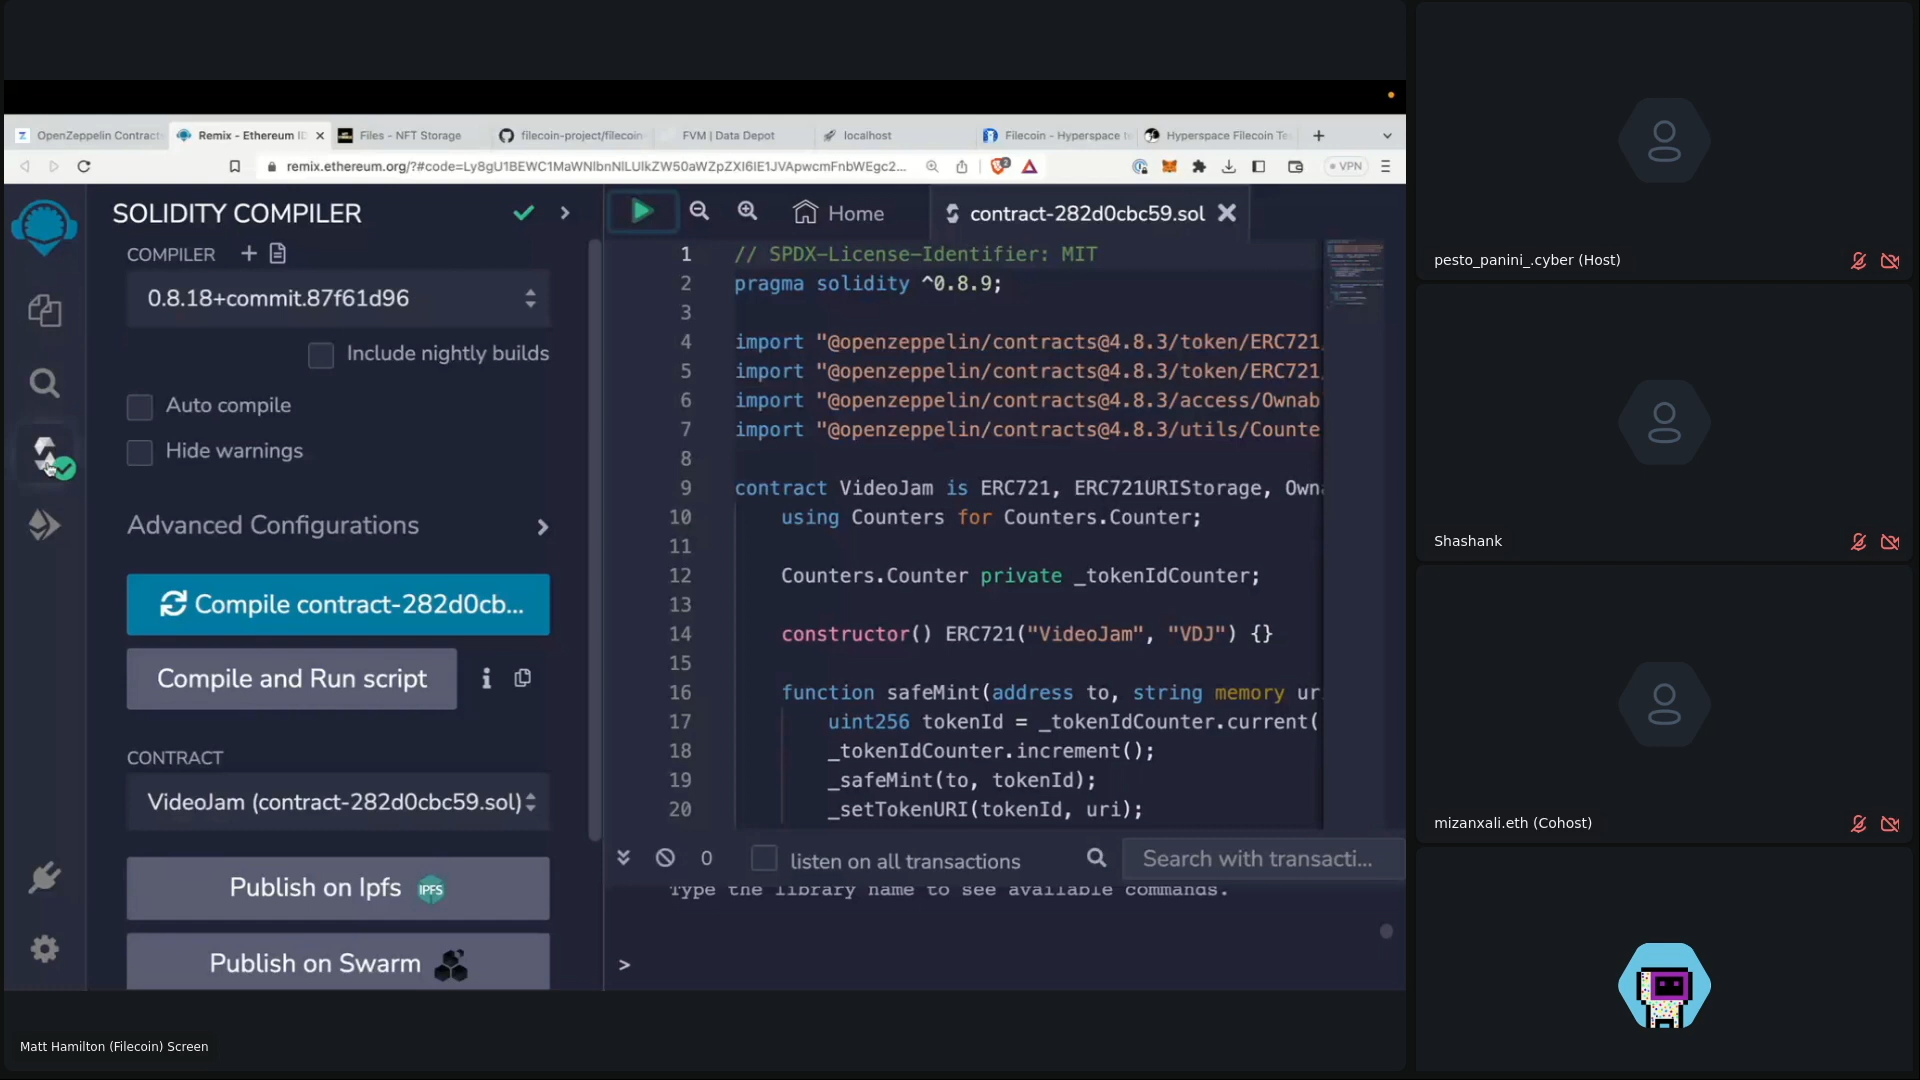 OpenZeppelin Contract
Remix - Ethereum I
Files - NFT Storage
filecoin-project/filecoin
FVM | Data Depot
localhost
Filecoin - Hyperspace
Hyperspace Filecoin Te
remix.ethereum.org/?#code=Ly8gU1BEWC1MaWNlbnNlLUlkZW50aWZpZXI6IE1JVApwcmFnbWEgc2...
VPN
SOLIDITY COMPILER
COMPILER
0.8.18+commit.87f61d96
Include nightly builds
Auto compile
Hide warnings
Advanced Configurations
Compile contract-282d0cb...
Compile and Run script
CONTRACT
VideoJam (contract-282d0cbc59.sol)
Publish on Ipfs
IPFS
Publish on Swarm
Home
contract-282d0cbc59.sol
1 // SPDX-License-Identifier: MIT
2 pragma solidity ^0.8.9;
3
4 import "@openzeppelin/contracts@4.8.3/token/ERC721
5 import "@openzeppelin/contracts@4.8.3/token/ERC721
6 import "@openzeppelin/contracts@4.8.3/access/Ownab
7 import "@openzeppelin/contracts@4.8.3/utils/Counte
8
9 contract VideoJam is ERC721, ERC721URIStorage, Own
10 using Counters for Counters.Counter;
11
12 Counters.Counter private _tokenIdCounter;
13
14 constructor() ERC721("VideoJam", "VDJ") {}
15
16 function safeMint(address to, string memory ur
17 uint256 tokenId = _tokenIdCounter.current(
18 _tokenIdCounter.increment();
19 _safeMint(to, tokenId);
20 _setTokenURI(tokenId, uri);
0
listen on all transactions
Search with transacti...
Type the library name to see available commands.
>
Matt Hamilton (Filecoin) Screen
pesto_panini_.cyber (Host)
Shashank
mizanxali.eth (Cohost)